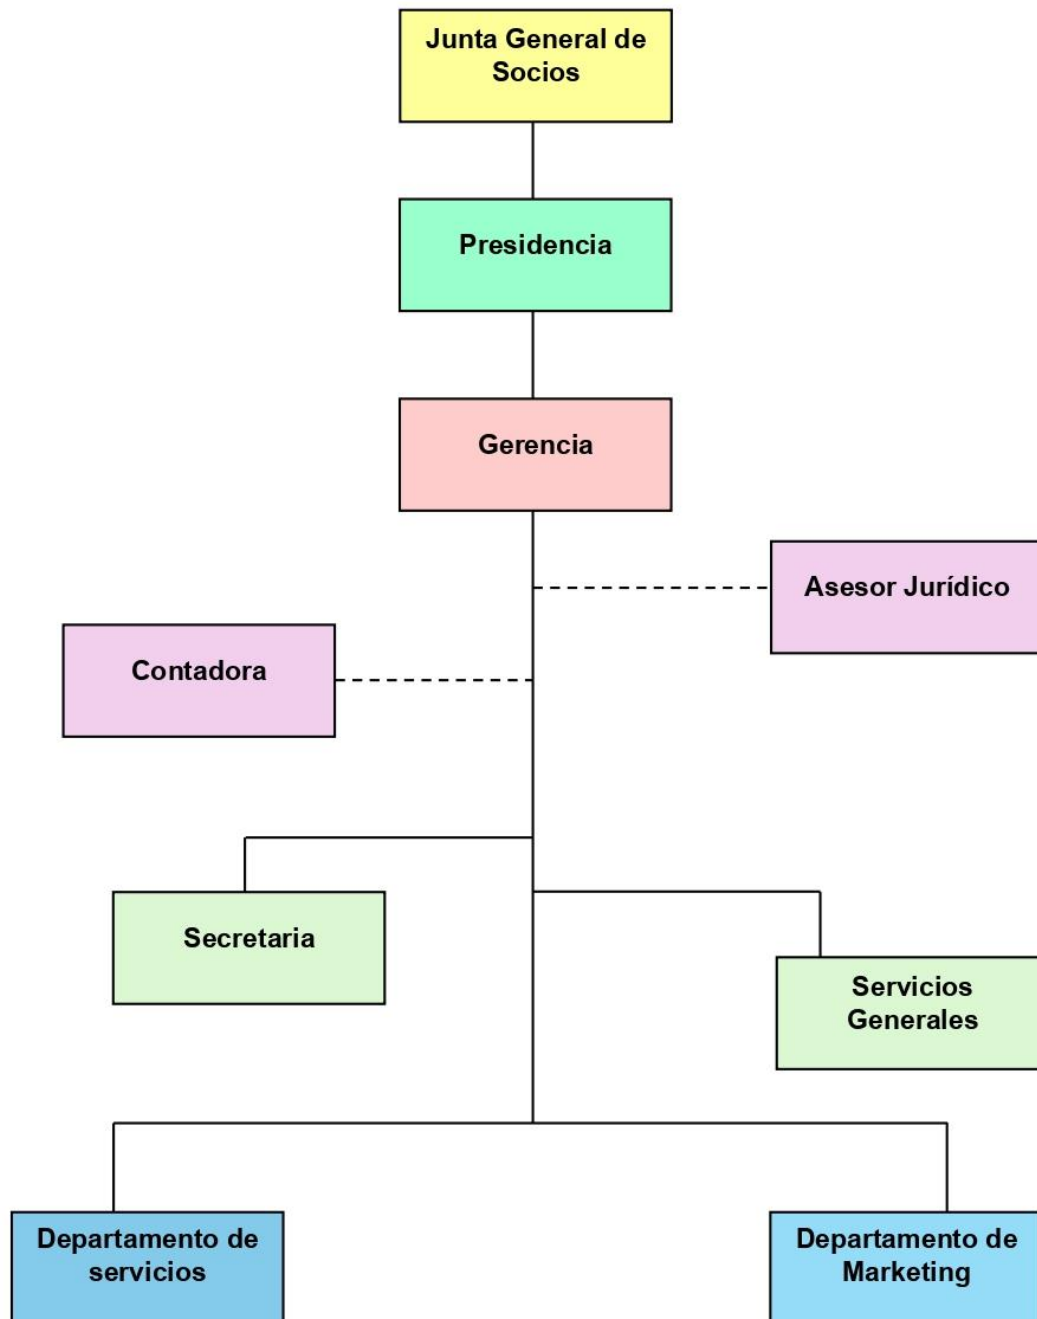 Junta General de
Socios
Presidencia
Gerencia
Asesor Jurídico
Contadora
Secretaria
Servicios
Generales
Departamento de
servicios
Departamento de
Marketing